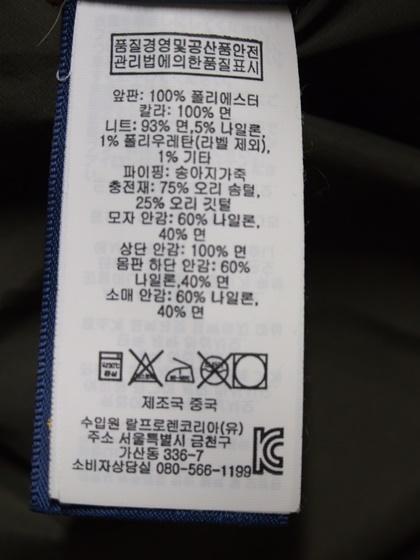 품질경영및공산품안전
관리법에의한품질표시
앞판: 100% 폴리에스터
칼라: 100% 면
니트: 93% 면,5% 나일론,
1% 폴리우레탄(라벨 제외),
1% 기타
파이핑: 송아지가죽
충전재: 75% 오리 솜털,
25% 오리 깃털
모자 안감: 60% 나일론,
40% 면
상단 안감: 100% 면
몸판 하단 안감: 60%
나일론,40% 면
소매 안감: 60% 나일론,
40% 면
제조국 중국
수입원 랄프로렌코리아(유)
주소 서울특별시 금천구
가산동 336-7
소비자상담실 080-566-1199